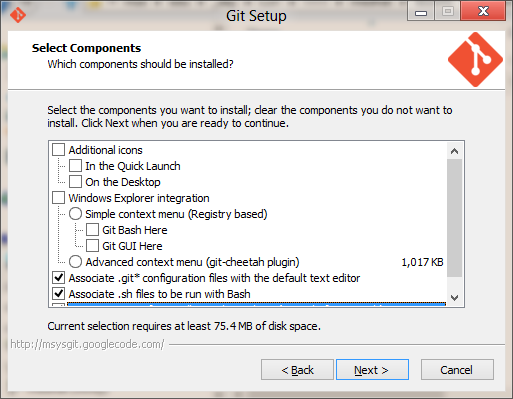 Git Setup
Select Components
Which components should be installed?
Select the components you want to install; clear the components you do not want to
install. Click Next when you are ready to continue.
Additional icons
In the Quick Launch
On the Desktop
Windows Explorer integration
Simple context menu (Registry based)
Git Bash Here
Git GUI Here
Advanced context menu (git-cheetah plugin) 1,017 KB
Associate .git* configuration files with the default text editor
Associate .sh files to be run with Bash
Current selection requires at least 75.4 MB of disk space.
http://msysgit.googlecode.com/
< Back Next > Cancel